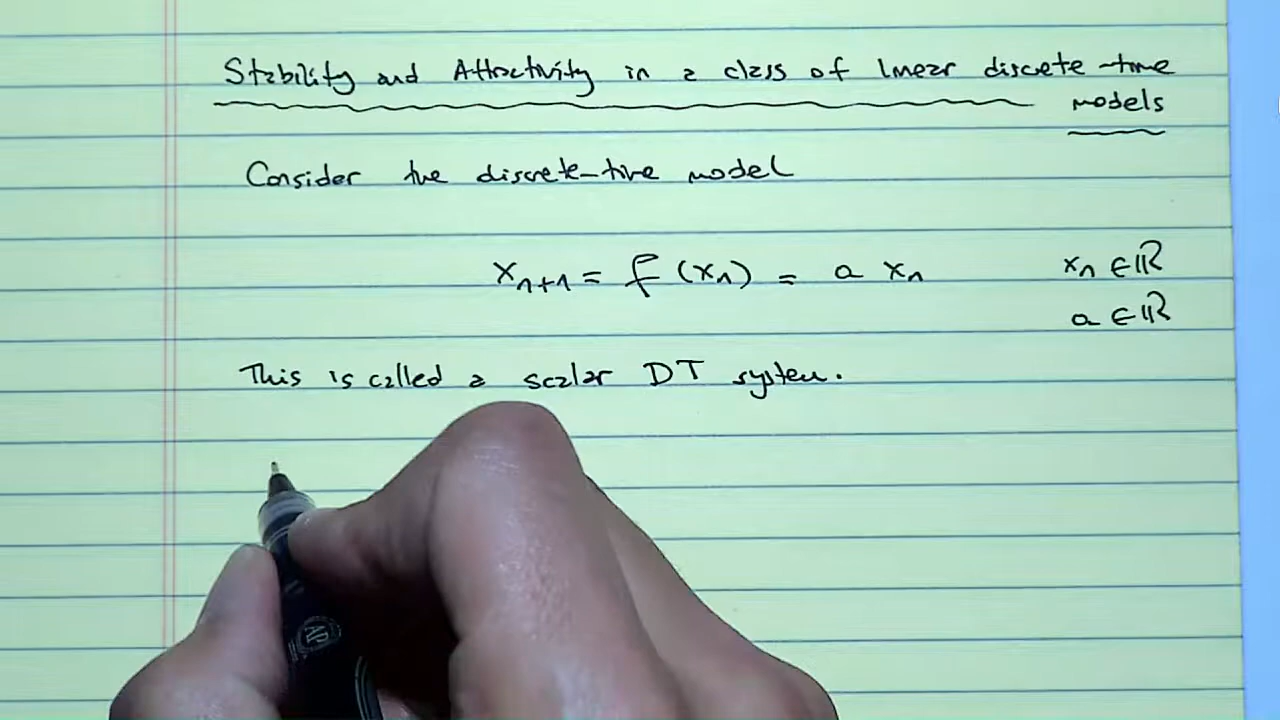 Stability and Attractivity in a class of linear discrete-time
models
Consider the discrete-time model
xₙ₊₁ = f(xₙ) = a xₙ xₙ ∈ ℝ
a ∈ ℝ
This is called a scalar DT system.
AP